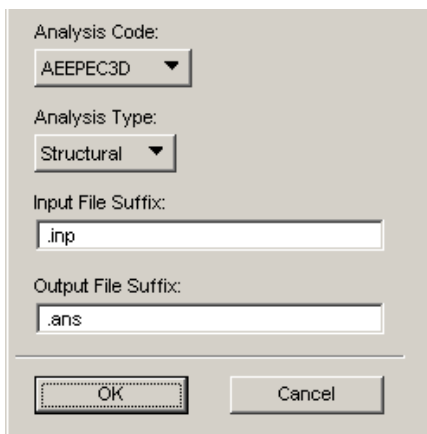 Analysis Code:
AEEPEC3D
Analysis Type:
Structural
Input File Suffix:
.inp
Output File Suffix:
.ans
OK
Cancel